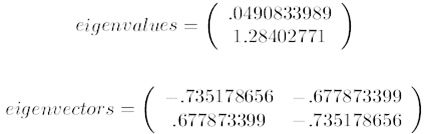 eigenvalues = ( .0490833989
1.28402771 )
eigenvectors = ( −.735178656 −.677873399
.677873399 −.735178656 )